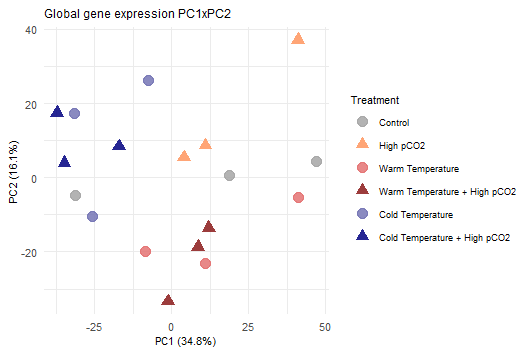 Global gene expression PC1xPC2
40
20
0
-20
-25
0
25
50
PC1 (34.8%)
PC2 (16.1%)
Treatment
Control
High pCO2
Warm Temperature
Warm Temperature + High pCO2
Cold Temperature
Cold Temperature + High pCO2